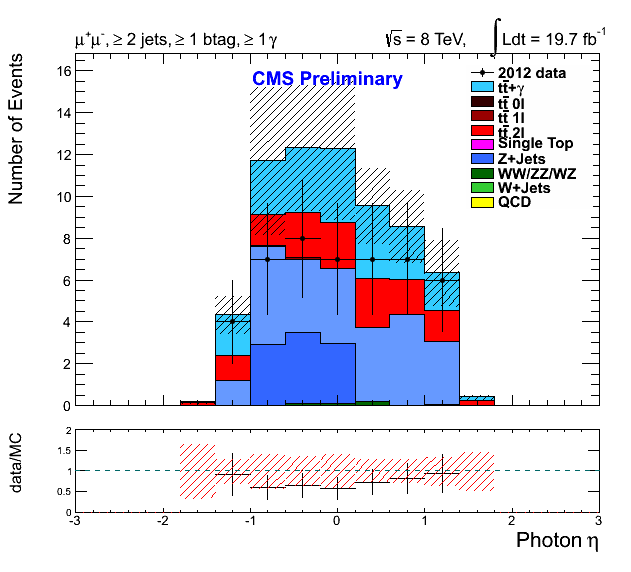 μ⁺μ⁻, ≥ 2 jets, ≥ 1 btag, ≥ 1 γ
√s = 8 TeV, ∫ Ldt = 19.7 fb⁻¹
CMS Preliminary
2012 data
tt̄+γ
tt̄ 0l
tt̄ 1l
tt̄ 2l
Single Top
Z+Jets
WW/ZZ/WZ
W+Jets
QCD
Number of Events
16
14
12
10
8
6
4
2
0
data/MC
2
1.5
1
0.5
0
-3 -2 -1 0 1 2 3
Photon η